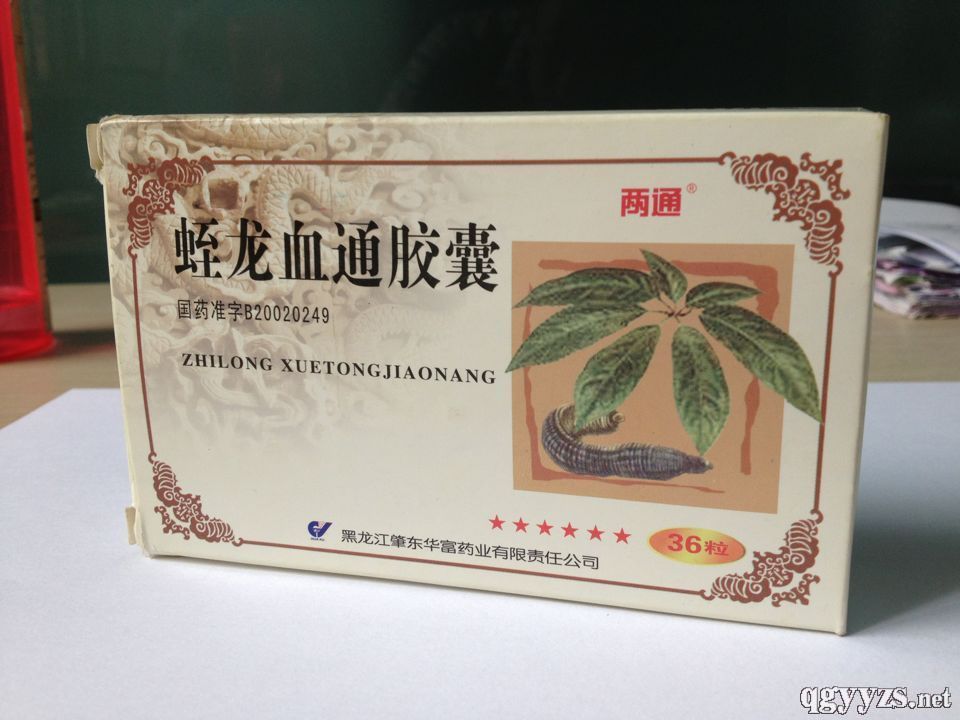 两通®
蛭龙血通胶囊
国药准字B20020249
ZHILONG XUETONGJIAONANG
黑龙江肇东华富药业有限责任公司
36粒
qgyyzs.net